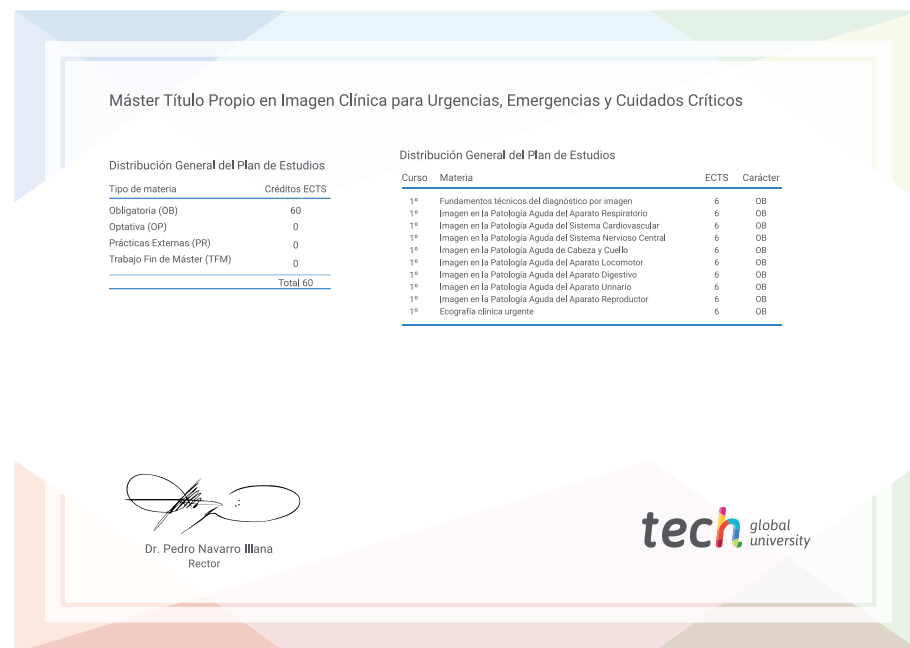 Máster Título Propio en Imagen Clínica para Urgencias, Emergencias y Cuidados Críticos
Distribución General del Plan de Estudios
Tipo de materia Créditos ECTS
Obligatoria (OB) 60
Optativa (OP) 0
Prácticas Externas (PR) 0
Trabajo Fin de Máster (TFM) 0
Total 60
Distribución General del Plan de Estudios
Curso Materia ECTS Carácter
1º Fundamentos técnicos del diagnóstico por imagen 6 OB
1º Imagen en la Patología Aguda del Aparato Respiratorio 6 OB
1º Imagen en la Patología Aguda del Sistema Cardiovascular 6 OB
1º Imagen en la Patología Aguda del Sistema Nervioso Central 6 OB
1º Imagen en la Patología Aguda de Cabeza y Cuello 6 OB
1º Imagen en la Patología Aguda del Aparato Locomotor 6 OB
1º Imagen en la Patología Aguda del Aparato Digestivo 6 OB
1º Imagen en la Patología Aguda del Aparato Urinario 6 OB
1º Imagen en la Patología Aguda del Aparato Reproductor 6 OB
1º Ecografía clínica urgente 6 OB
Dr. Pedro Navarro Illana
Rector
tech global
university